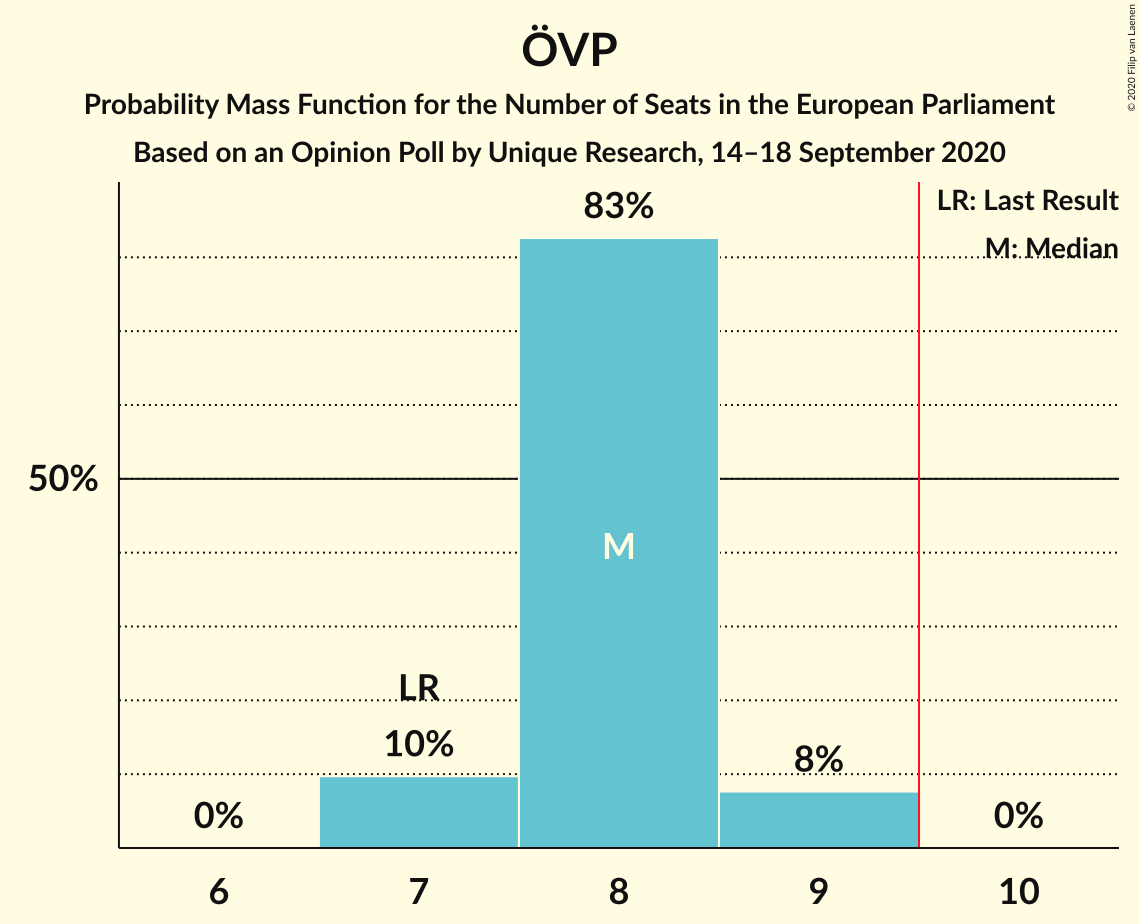 ÖVP
Probability Mass Function for the Number of Seats in the European Parliament
Based on an Opinion Poll by Unique Research, 14–18 September 2020
© 2020 Filip van Laenen
LR: Last Result
M: Median
83%
50%
M
LR
10%
8%
0%
0%
6 7 8 9 10